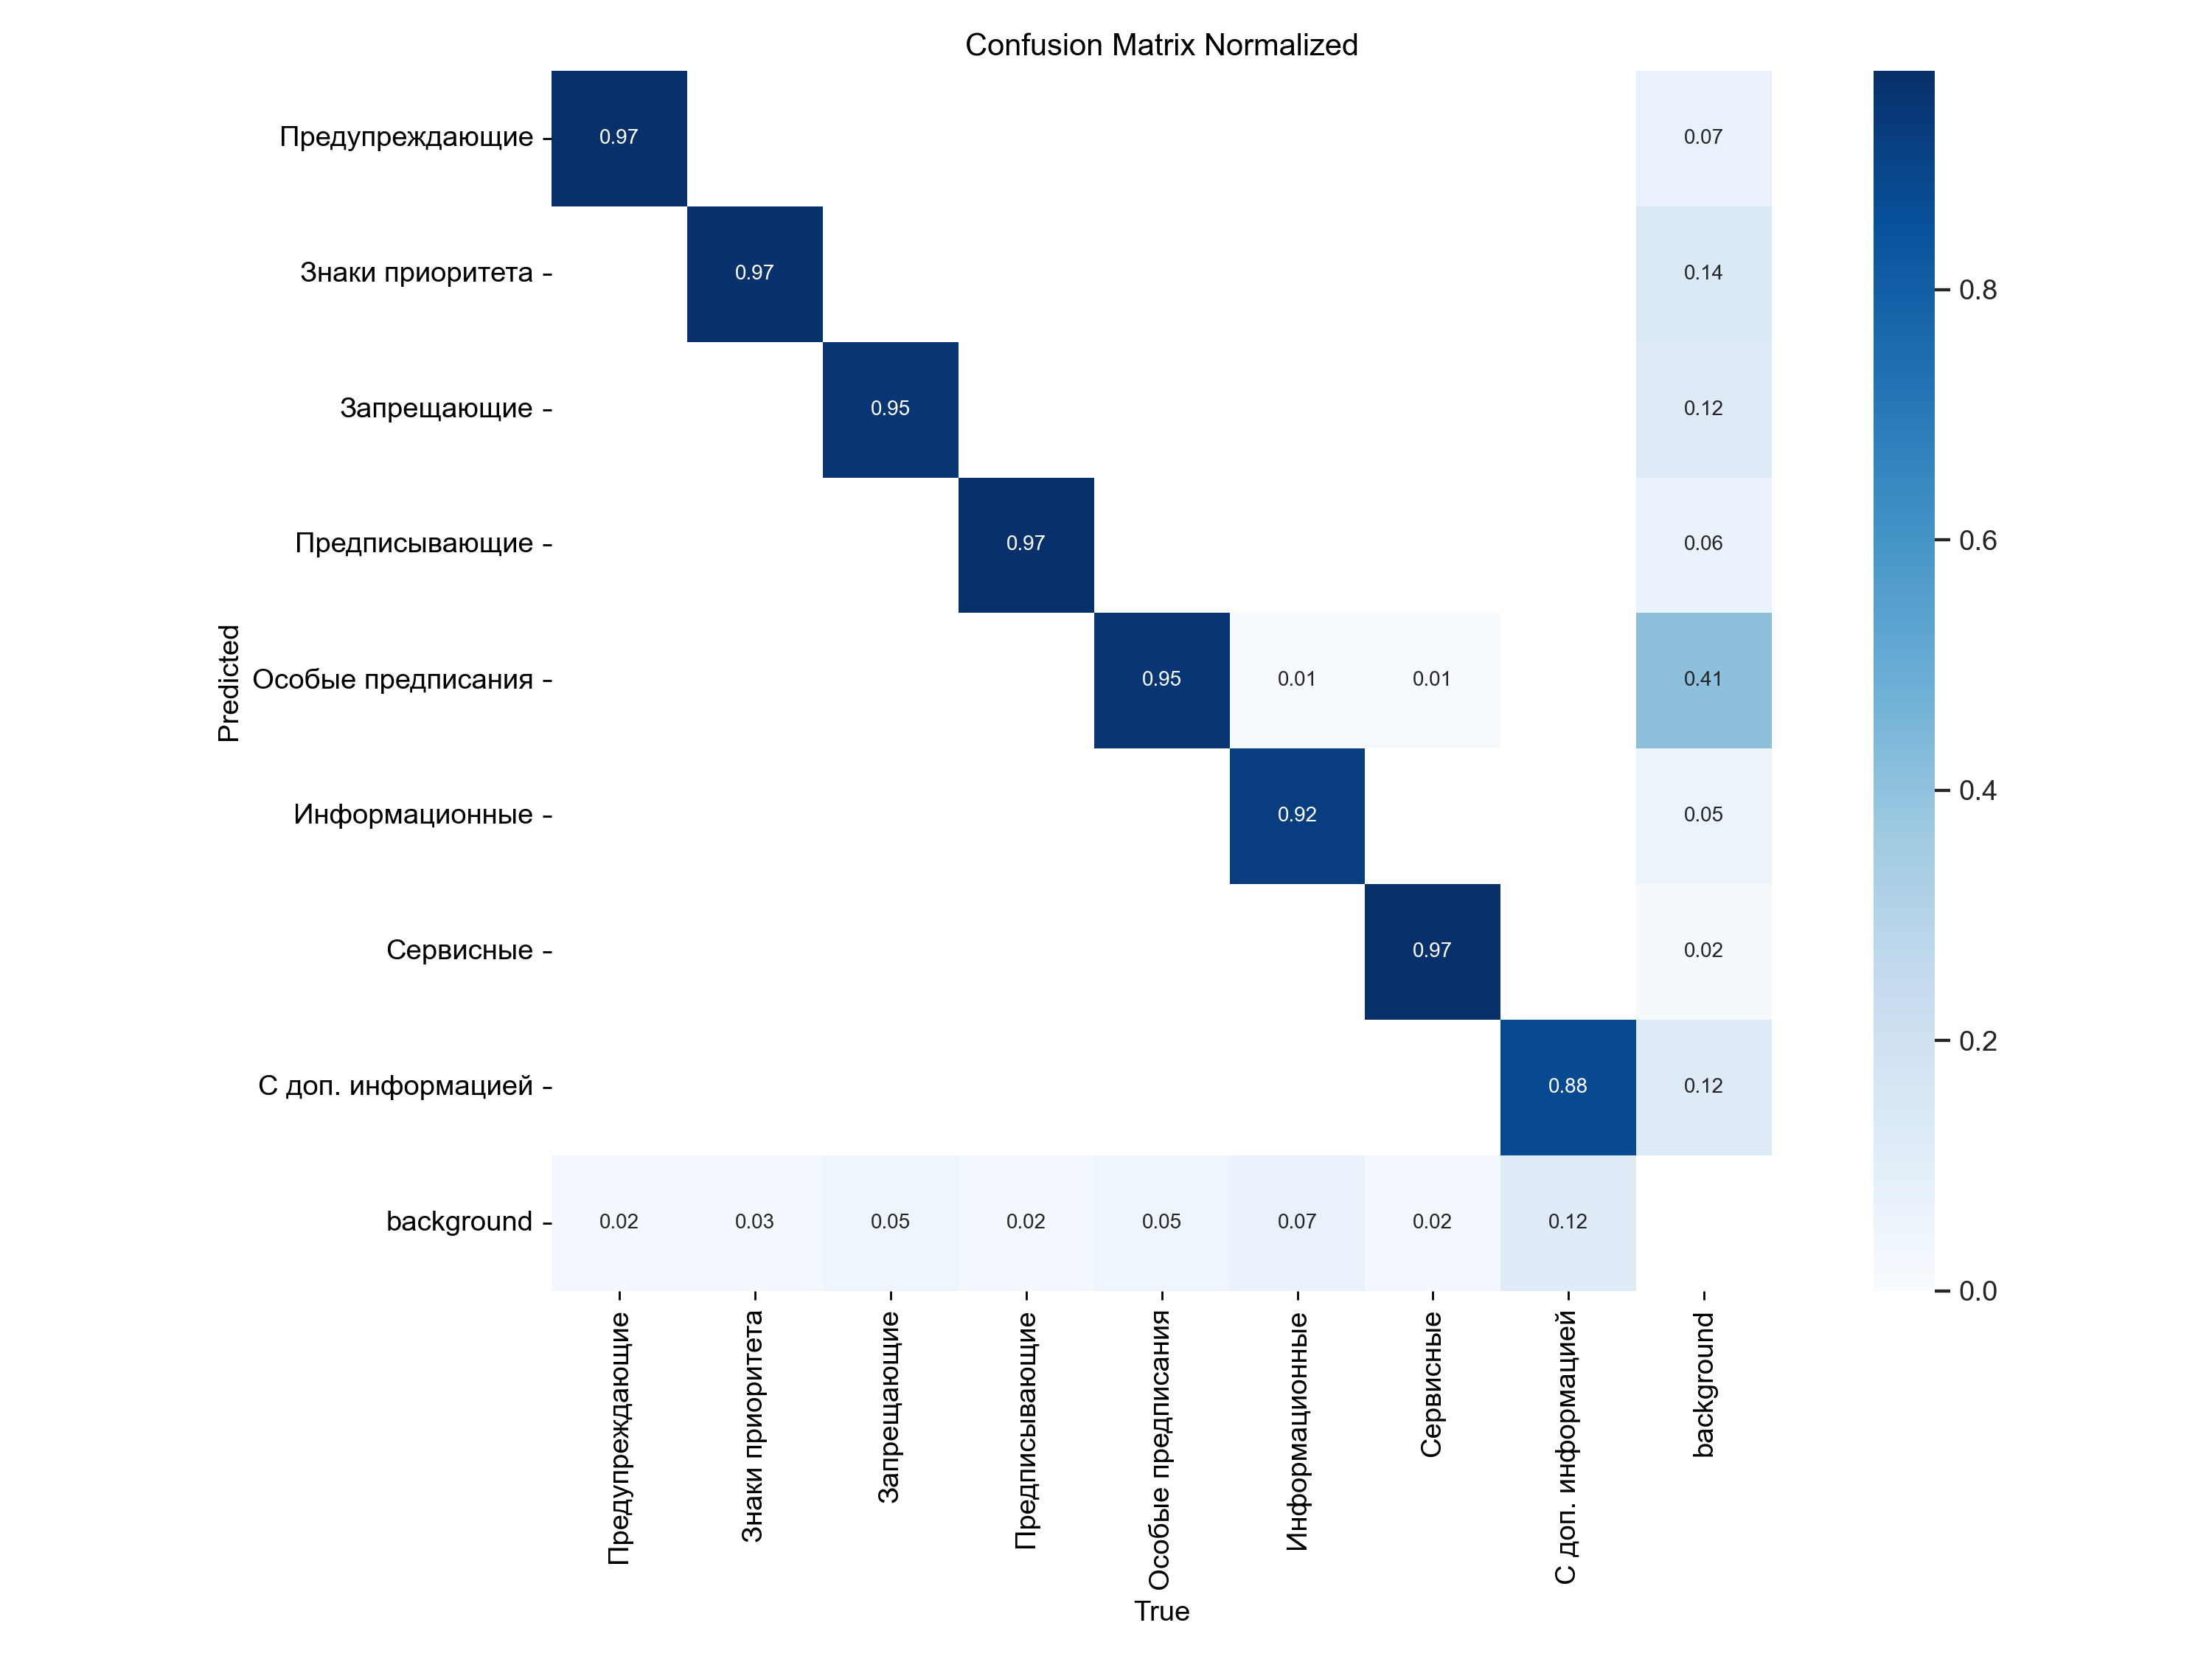 Confusion Matrix Normalized
Предупреждающие 0.97 0.07
Знаки приоритета 0.97 0.14
0.8
Запрещающие 0.95 0.12
Предписывающие 0.97 0.06
0.6
Predicted
Особые предписания 0.95 0.01 0.01 0.41
0.4
Информационные 0.92 0.05
Сервисные 0.97 0.02
0.2
С доп. информацией 0.88 0.12
background 0.02 0.03 0.05 0.02 0.05 0.07 0.02 0.12
0.0
Предупреждающие
Знаки приоритета
Запрещающие
Предписывающие
Особые предписания
Информационные
Сервисные
С доп. информацией
background
True